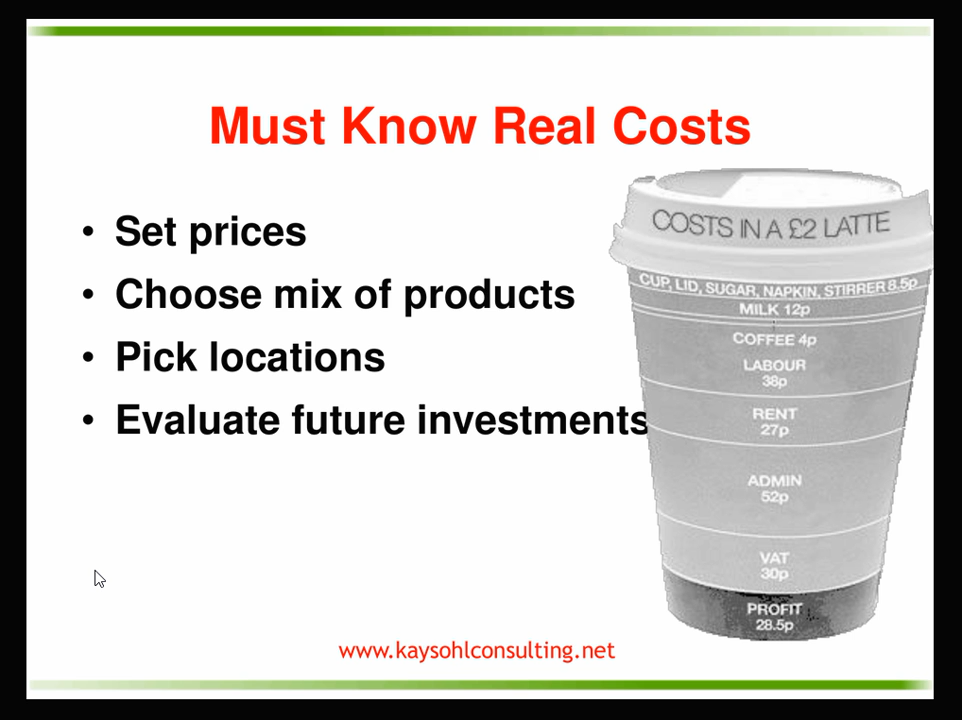 Must Know Real Costs
• Set prices
• Choose mix of products
• Pick locations
• Evaluate future investments
COSTS IN A £2 LATTE
CUP, LID, SUGAR, NAPKIN, STIRRER 8.5p
MILK 12p
COFFEE 4p
LABOUR
38p
RENT
27p
ADMIN
52p
VAT
30p
PROFIT
28.5p
www.kaysohlconsulting.net